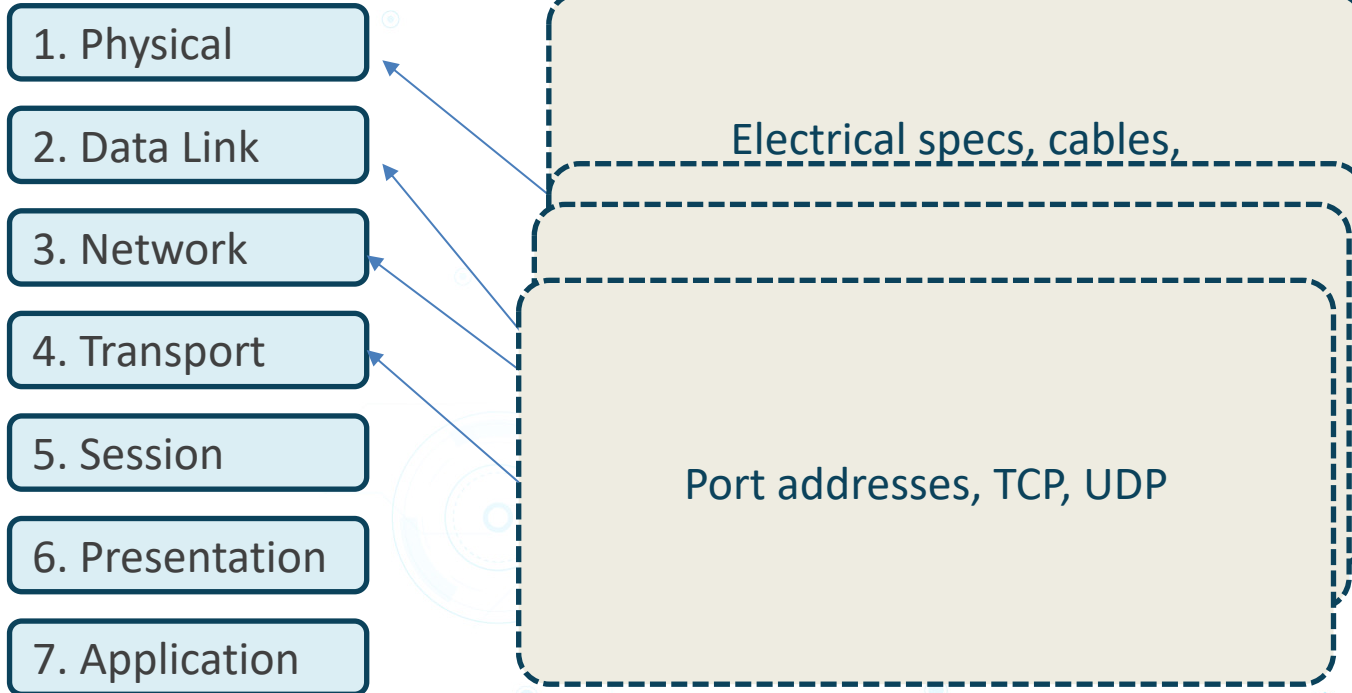 1. Physical
2. Data Link
3. Network
4. Transport
5. Session
6. Presentation
7. Application
Electrical specs, cables,
Port addresses, TCP, UDP